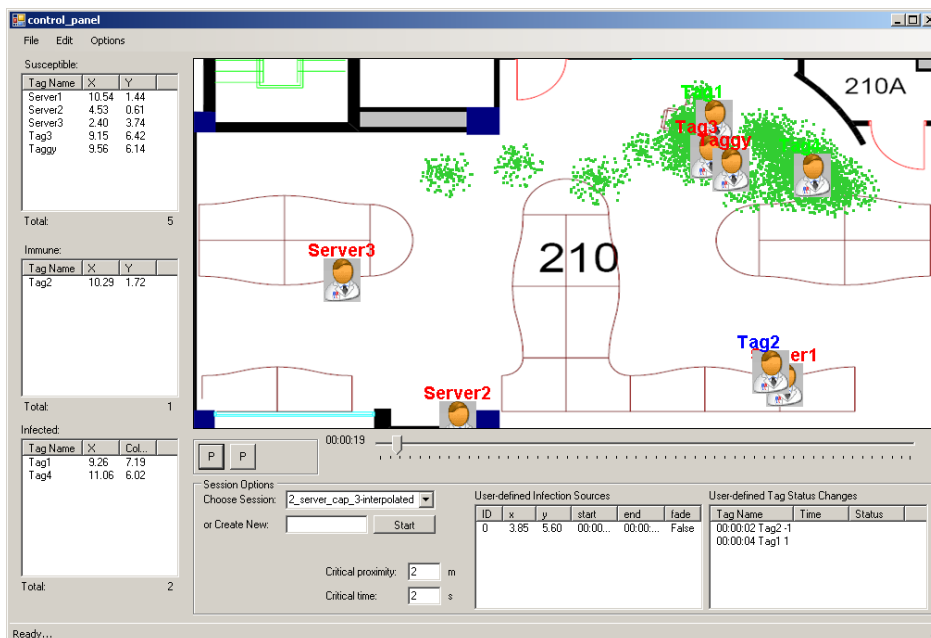 control_panel
File Edit Options
Susceptible:
Tag Name X Y
Server1 10.54 1.44
Server2 4.53 0.61
Server3 2.40 3.74
Tag3 9.15 6.42
Taggy 9.56 6.14
Total: 5
Immune:
Tag Name X Y
Tag2 10.29 1.72
Total: 1
Infected:
Tag Name X Col...
Tag1 9.26 7.19
Tag4 11.06 6.02
Total: 2
210A
Tag1
Tag3
Taggy
Server3
210
Tag2
er1
Server2
P P
00:00:19
Session Options
Choose Session: 2_server_cap_3-interpolated
or Create New: Start
Critical proximity: 2 m
Critical time: 2 s
User-defined Infection Sources
ID x y start end fade
0 3.85 5.60 00:00... 00:00:... False
User-defined Tag Status Changes
Tag Name Time Status
00:00:02 Tag2 -1
00:00:04 Tag1 1
Ready...